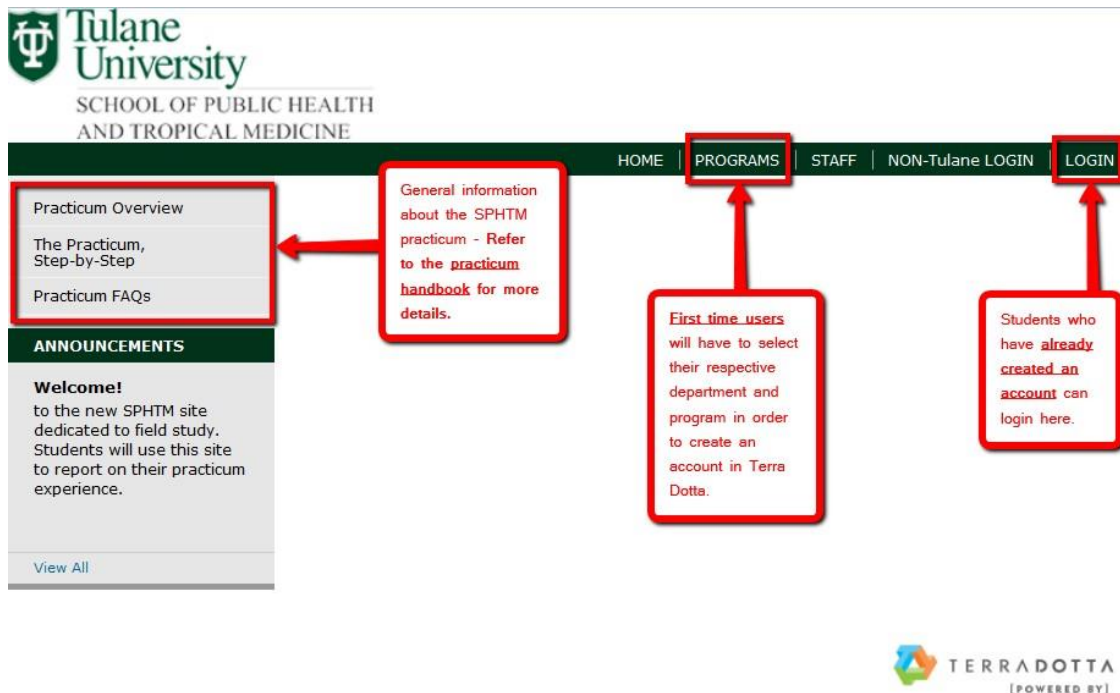 Tulane
University
SCHOOL OF PUBLIC HEALTH
AND TROPICAL MEDICINE
HOME | PROGRAMS | STAFF | NON-Tulane LOGIN | LOGIN
Practicum Overview
The Practicum,
Step-by-Step
Practicum FAQs
General information
about the SPHTM
practicum - Refer
to the practicum
handbook for more
details.
First time users
will have to select
their respective
department and
program in order
to create an
account in Terra
Dotta.
Students who
have already
created an
account can
login here.
ANNOUNCEMENTS
Welcome!
to the new SPHTM site
dedicated to field study.
Students will use this site
to report on their practicum
experience.
View All
TERRADOTTA
[POWERED BY]